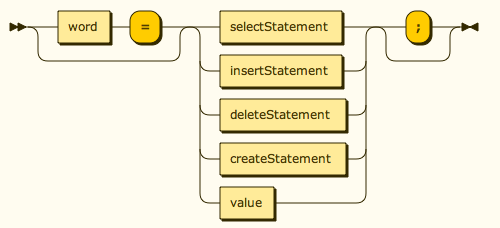 word = selectStatement ;
insertStatement
deleteStatement
createStatement
value